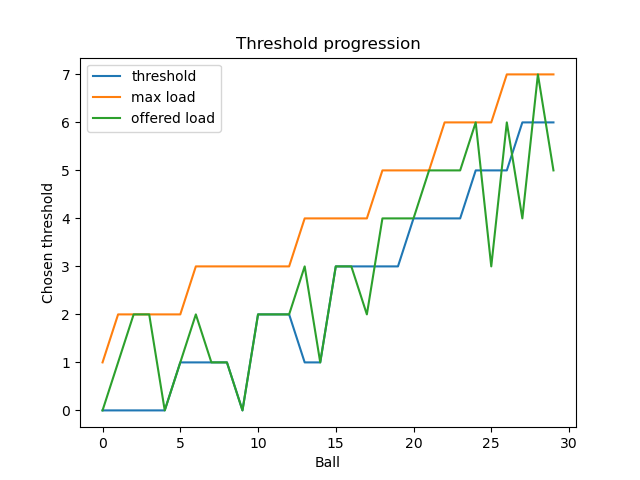 Threshold progression
threshold
max load
offered load
Chosen threshold
7
6
5
4
3
2
1
0
0 5 10 15 20 25 30
Ball